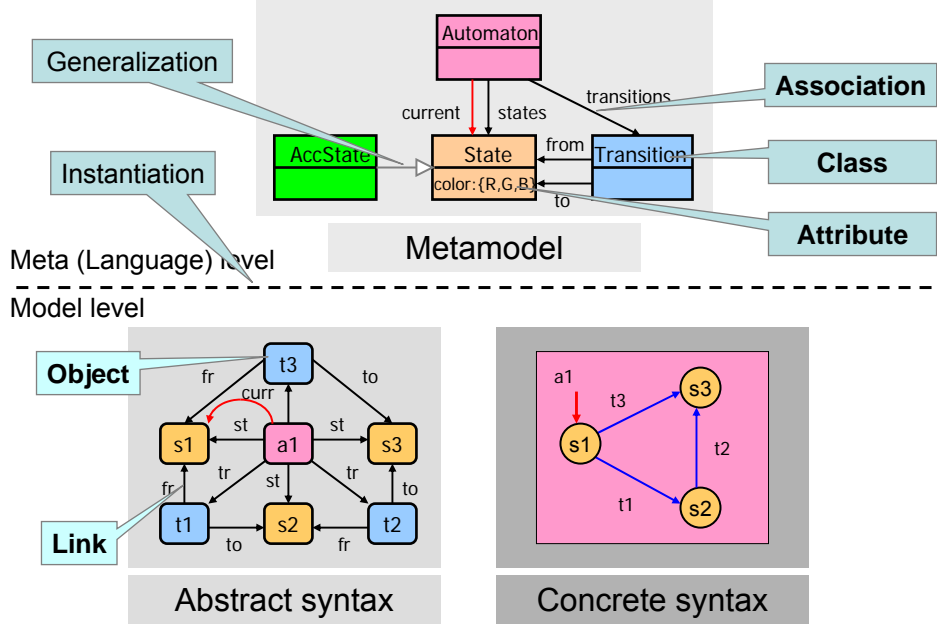 Automaton
Generalization
current
states
transitions
Association
AccState
State
from
Transition
Class
Instantiation
color:{R,G,B}
to
Attribute
Metamodel
Meta (Language) level
Model level
Object
t3
fr
curr
to
s1
st
a1
st
s3
fr
tr
st
tr
to
t1
to
s2
fr
t2
Link
Abstract syntax
a1
t3
s3
s1
t2
t1
s2
Concrete syntax